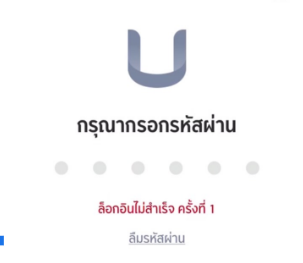 กรุณากรอกรหัสผ่าน
ล็อกอินไม่สำเร็จ ครั้งที่ 1
ลืมรหัสผ่าน